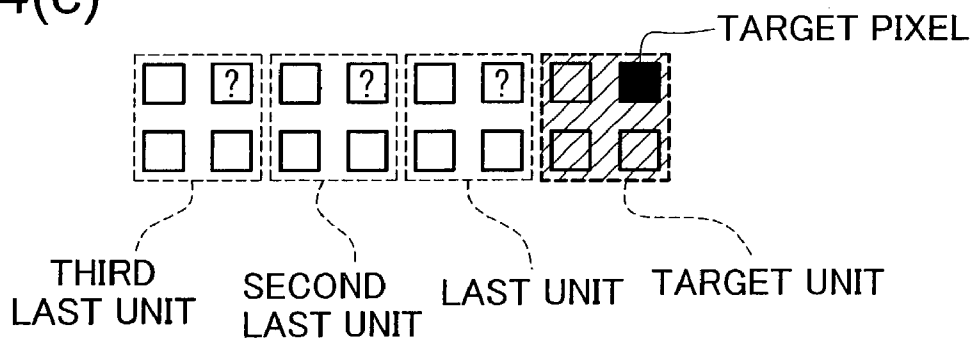 4(c)
TARGET PIXEL
? ? ?
THIRD
LAST UNIT
SECOND
LAST UNIT
LAST UNIT
TARGET UNIT